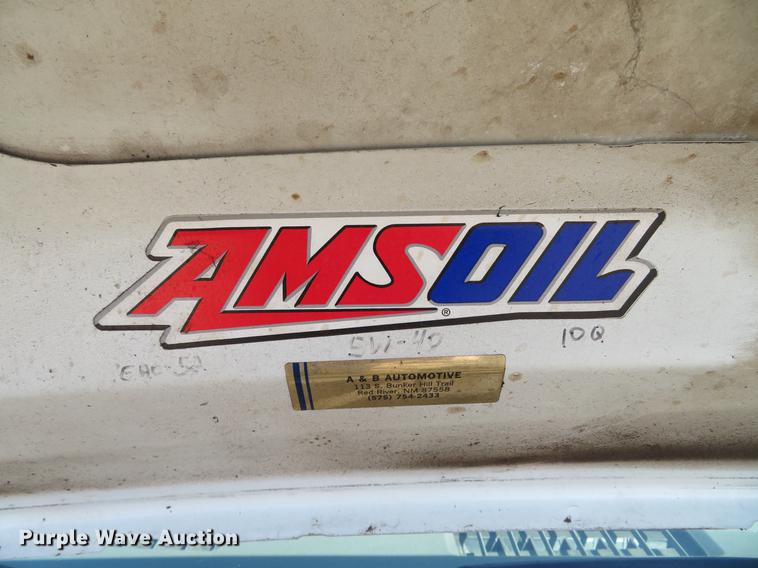 AMSOIL
®
5W-40
10Q
A & B AUTOMOTIVE
113 S. Bunker Hill Trail
Red River, NM 87558
(575) 754-2433
Purple Wave Auction